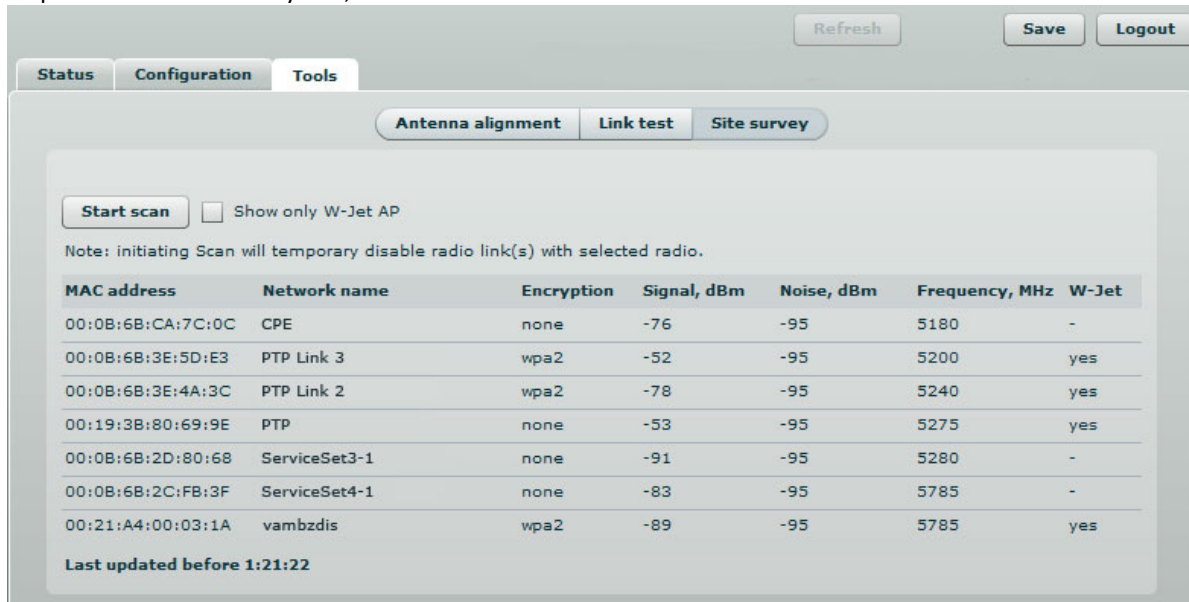 Refresh Save Logout
Status Configuration Tools
Antenna alignment Link test Site survey
Start scan Show only W-Jet AP
Note: initiating Scan will temporary disable radio link(s) with selected radio.
MAC address Network name Encryption Signal, dBm Noise, dBm Frequency, MHz W-Jet
00:0B:6B:CA:7C:0C CPE none -76 -95 5180 -
00:0B:6B:3E:5D:E3 PTP Link 3 wpa2 -52 -95 5200 yes
00:0B:6B:3E:4A:3C PTP Link 2 wpa2 -78 -95 5240 yes
00:19:3B:80:69:9E PTP none -53 -95 5275 yes
00:0B:6B:2D:80:68 ServiceSet3-1 none -91 -95 5280 -
00:0B:6B:2C:FB:3F ServiceSet4-1 none -83 -95 5785 -
00:21:A4:00:03:1A vambzdis wpa2 -89 -95 5785 yes
Last updated before 1:21:22